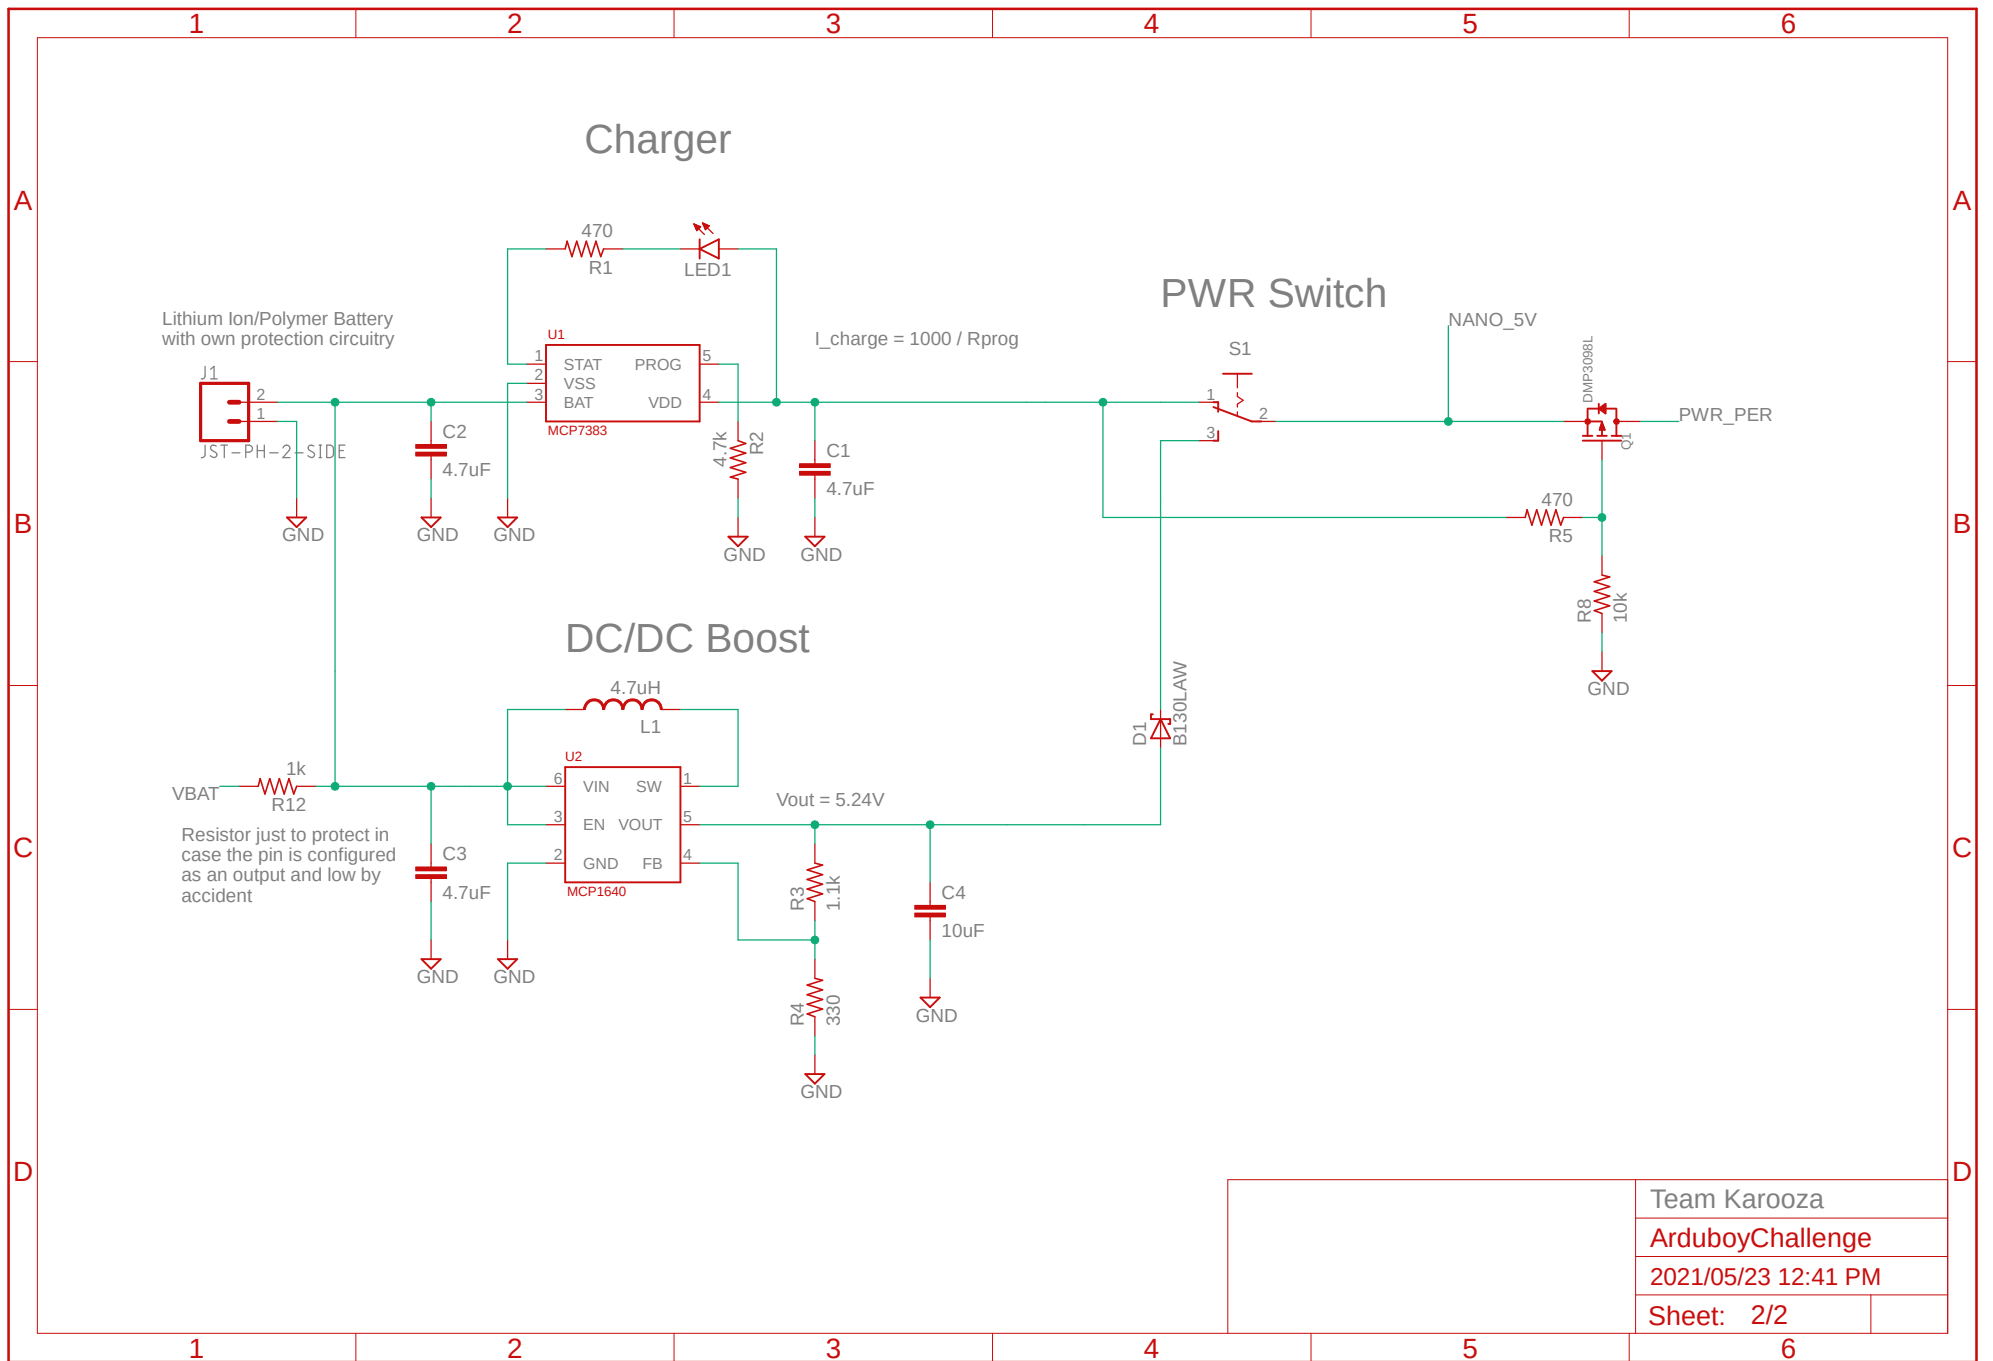 1 2 3 4 5 6
A A
B B
C C
D D
1 2 3 4 5 6
Charger
470
R1
LED1
Lithium Ion/Polymer Battery
with own protection circuitry
J1
2
1
JST-PH-2-SIDE
GND
C2
4.7uF
GND
GND
U1
1 STAT PROG 5
2 VSS
3 BAT VDD 4
MCP7383
4.7k
R2
GND
I_charge = 1000 / Rprog
C1
4.7uF
GND
PWR Switch
S1
1
2
3
NANO_5V
DMP3098L
Q1
PWR_PER
470
R5
R8
10k
GND
DC/DC Boost
4.7uH
L1
U2
6 VIN SW 1
3 EN VOUT 5
2 GND FB 4
MCP1640
VBAT
1k
R12
Resistor just to protect in
case the pin is configured
as an output and low by
accident
C3
4.7uF
GND
GND
Vout = 5.24V
R3
1.1k
R4
330
GND
C4
10uF
GND
D1
B130LAW
Team Karooza
ArduboyChallenge
2021/05/23 12:41 PM
Sheet: 2/2